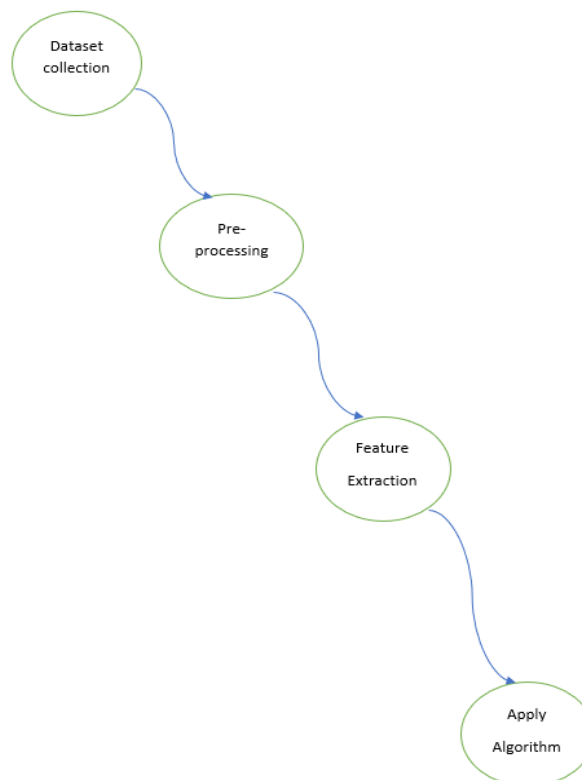 Dataset
collection
Pre-
processing
Feature
Extraction
Apply
Algorithm